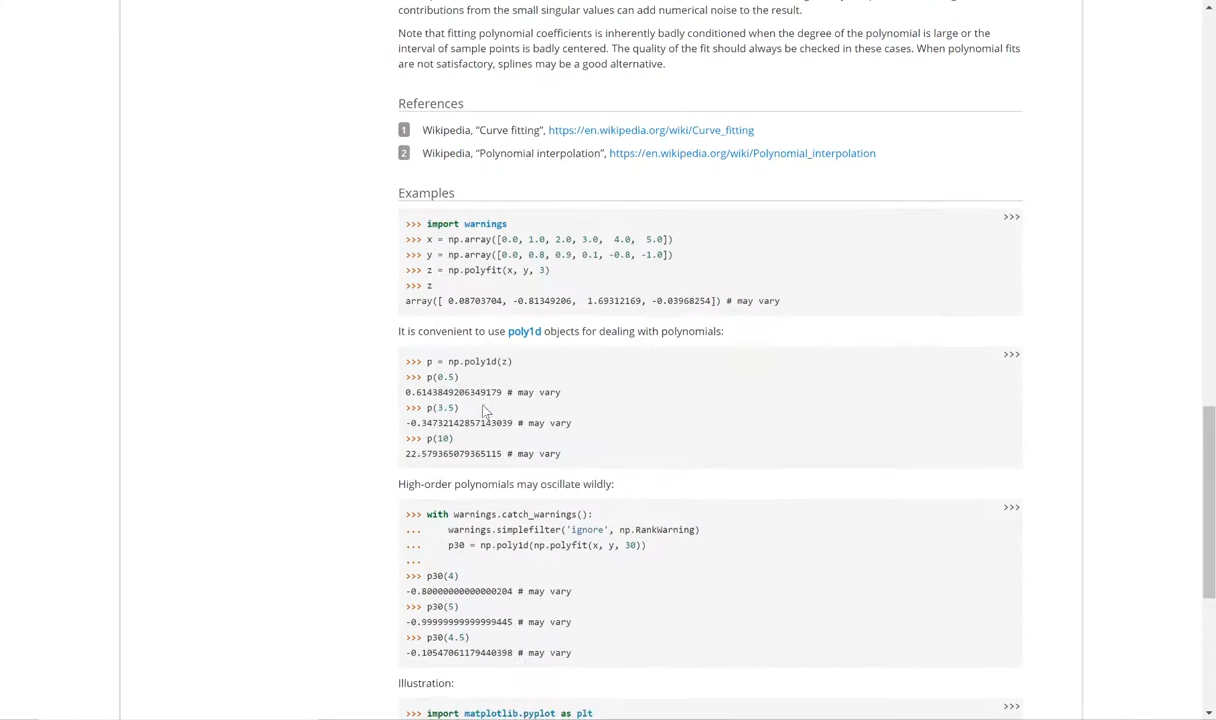 contributions from the small singular values can add numerical noise to the result.
Note that fitting polynomial coefficients is inherently badly conditioned when the degree of the polynomial is large or the
interval of sample points is badly centered. The quality of the fit should always be checked in these cases. When polynomial fits
are not satisfactory, splines may be a good alternative.
References
1 Wikipedia, “Curve fitting”, https://en.wikipedia.org/wiki/Curve_fitting
2 Wikipedia, “Polynomial interpolation”, https://en.wikipedia.org/wiki/Polynomial_interpolation
Examples
>>>
>>> import warnings
>>> x = np.array([0.0, 1.0, 2.0, 3.0,  4.0,  5.0])
>>> y = np.array([0.0, 0.8, 0.9, 0.1, -0.8, -1.0])
>>> z = np.polyfit(x, y, 3)
>>> z
array([ 0.08703704, -0.81349206,  1.69312169, -0.03968254]) # may vary
It is convenient to use poly1d objects for dealing with polynomials:
>>>
>>> p = np.poly1d(z)
>>> p(0.5)
0.6143849206349179 # may vary
>>> p(3.5)
-0.34732142857143039 # may vary
>>> p(10)
22.579365079365115 # may vary
High-order polynomials may oscillate wildly:
>>>
>>> with warnings.catch_warnings():
...     warnings.simplefilter('ignore', np.RankWarning)
...     p30 = np.poly1d(np.polyfit(x, y, 30))
...
>>> p30(4)
-0.80000000000000204 # may vary
>>> p30(5)
-0.99999999999999445 # may vary
>>> p30(4.5)
-0.10547061179440398 # may vary
Illustration:
>>>
>>> import matplotlib.pyplot as plt